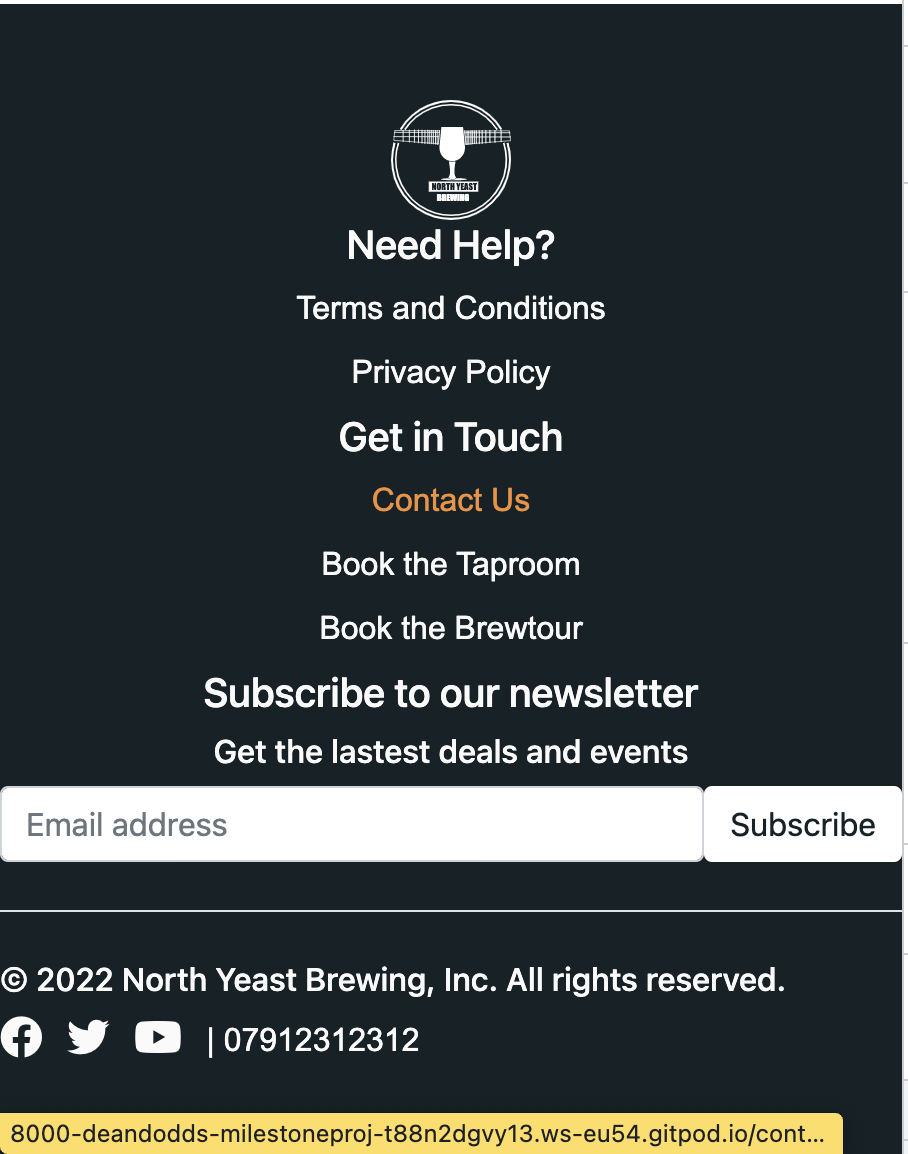 NORTH YEAST
BREWING
Need Help?
Terms and Conditions
Privacy Policy
Get in Touch
Contact Us
Book the Taproom
Book the Brewtour
Subscribe to our newsletter
Get the lastest deals and events
Email address Subscribe
© 2022 North Yeast Brewing, Inc. All rights reserved.
| 07912312312
8000-deandodds-milestoneproj-t88n2dgvy13.ws-eu54.gitpod.io/cont...